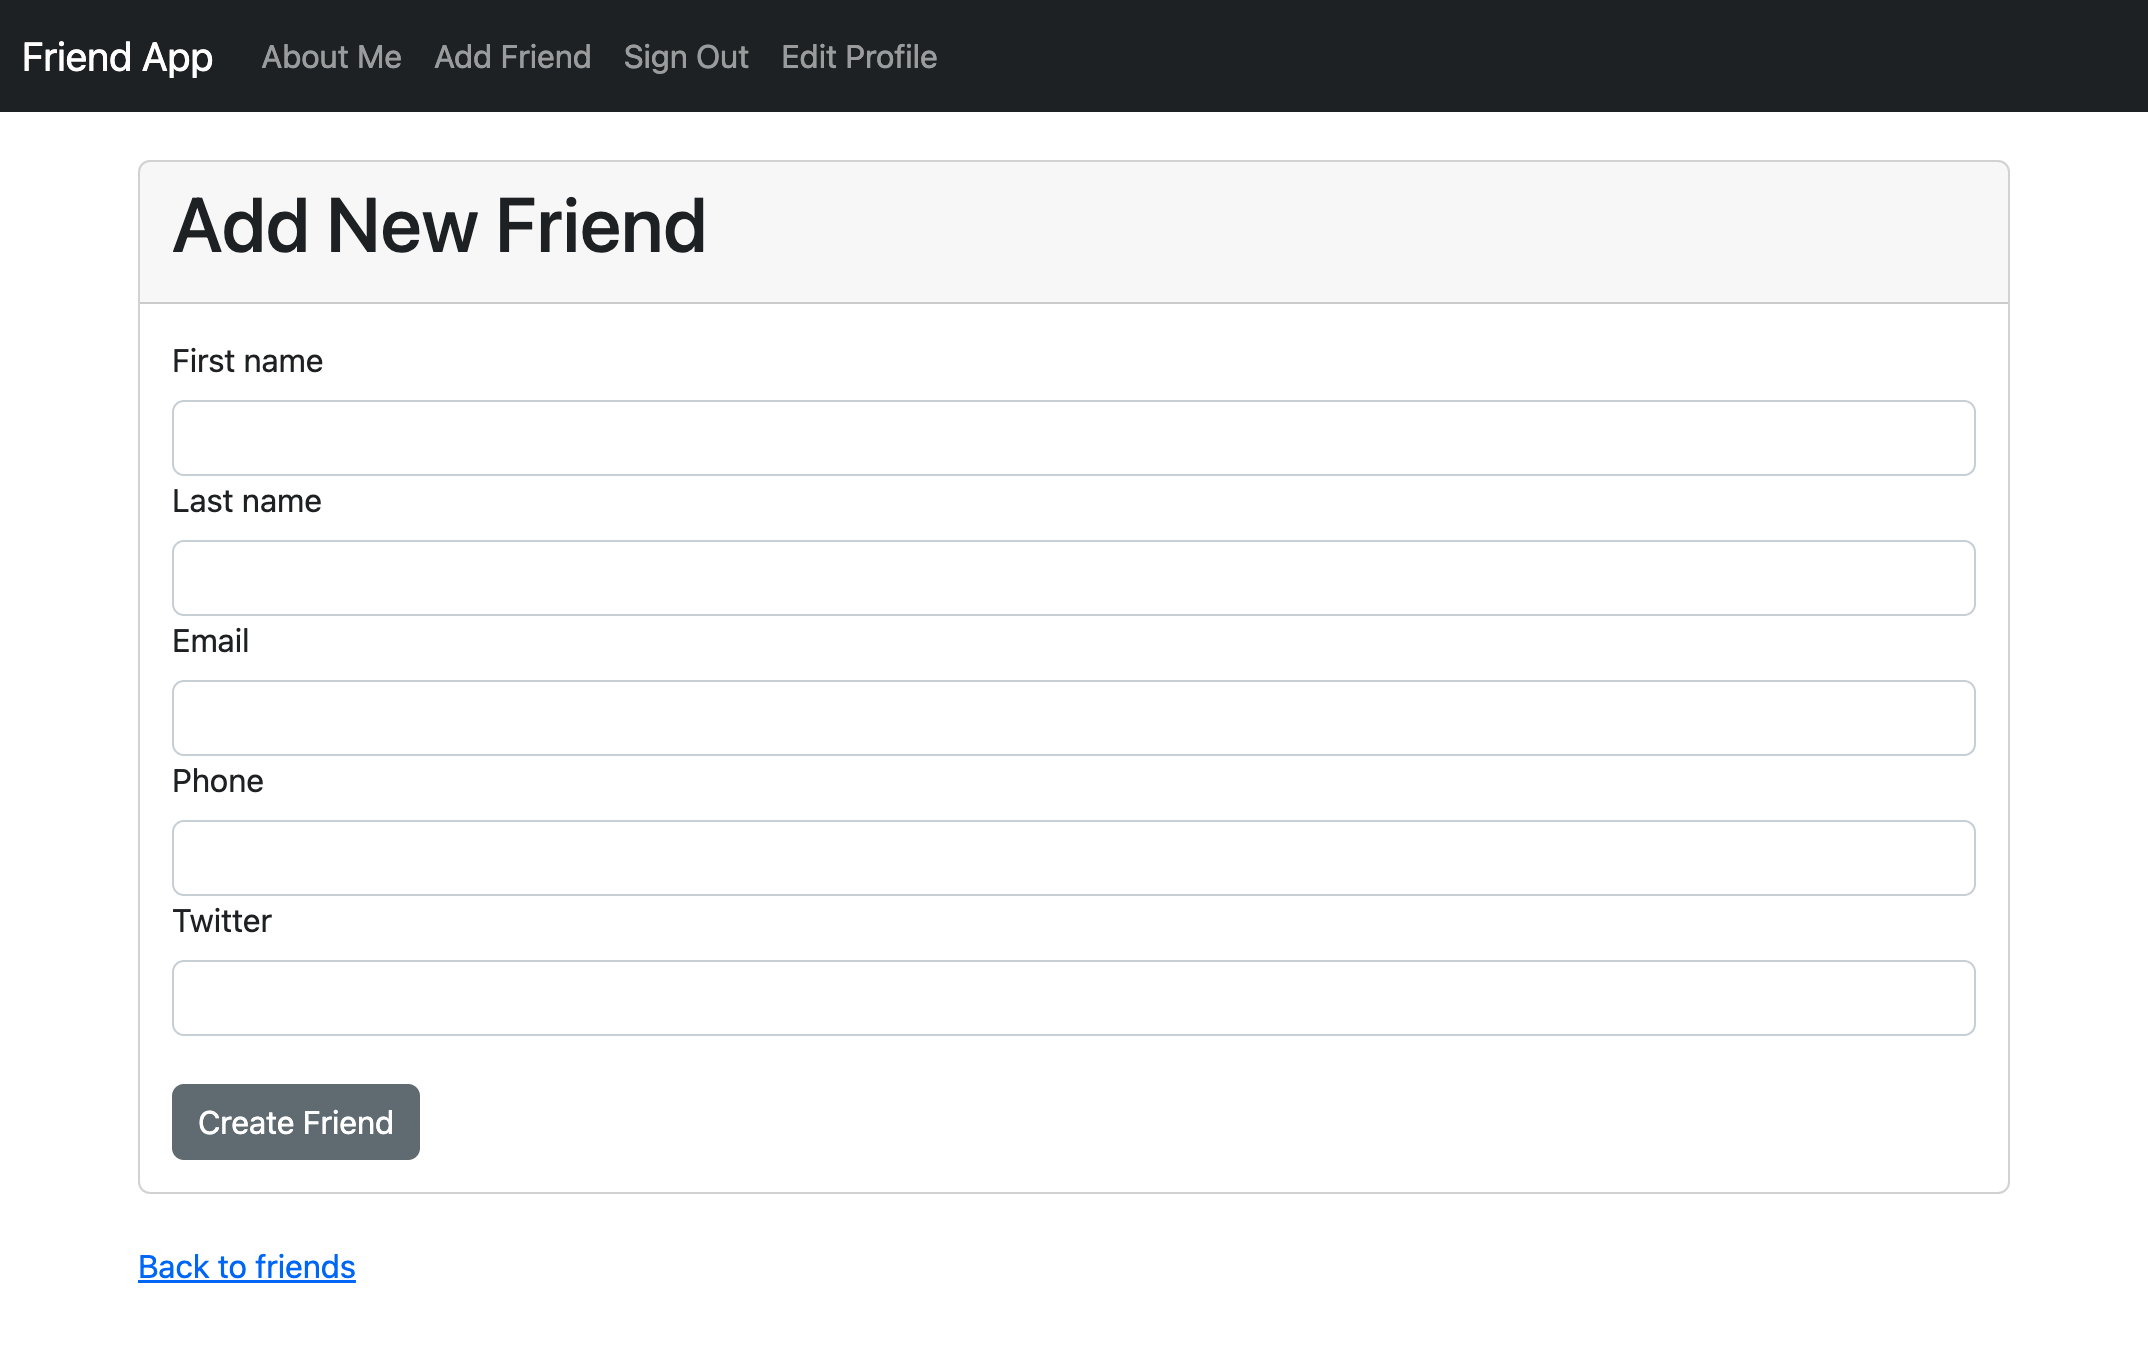 Friend App About Me Add Friend Sign Out Edit Profile
Add New Friend
First name
Last name
Email
Phone
Twitter
Create Friend
Back to friends